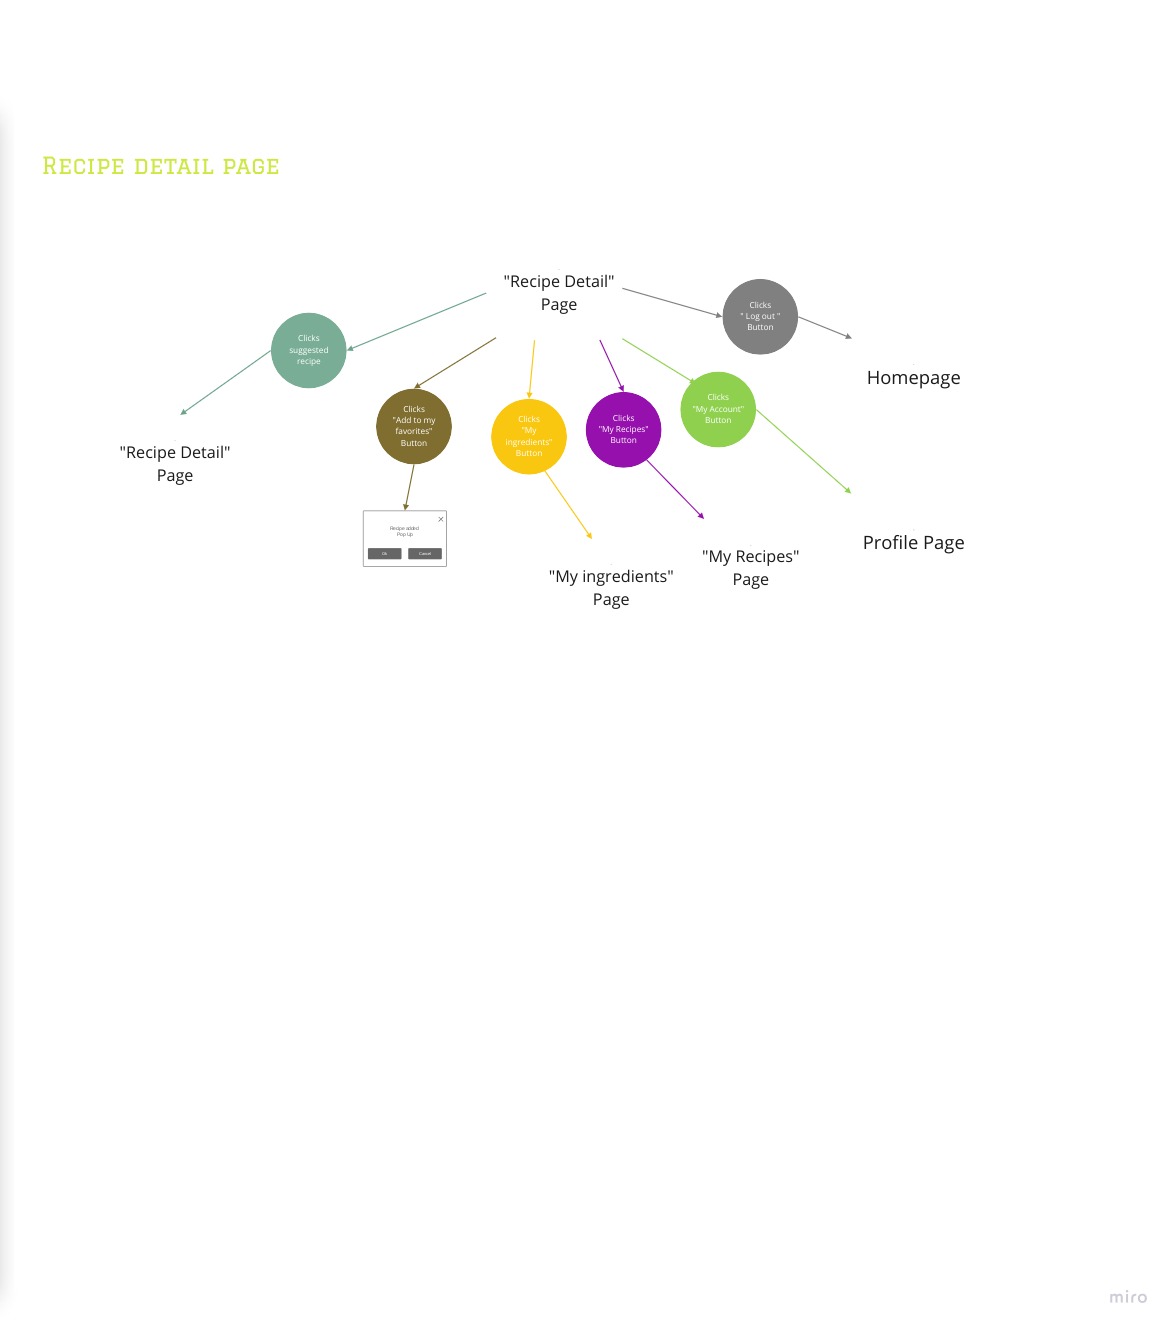 Recipe detail page
"Recipe Detail"
Page
Clicks
" Log out "
Button
Homepage
Clicks
suggested
recipe
"Recipe Detail"
Page
Clicks
"Add to my
favorites"
Button
Recipe added
Pop Up
Ok
Cancel
Clicks
"My
ingredients"
Button
"My ingredients"
Page
Clicks
"My Recipes"
Button
"My Recipes"
Page
Clicks
"My Account"
Button
Profile Page
miro